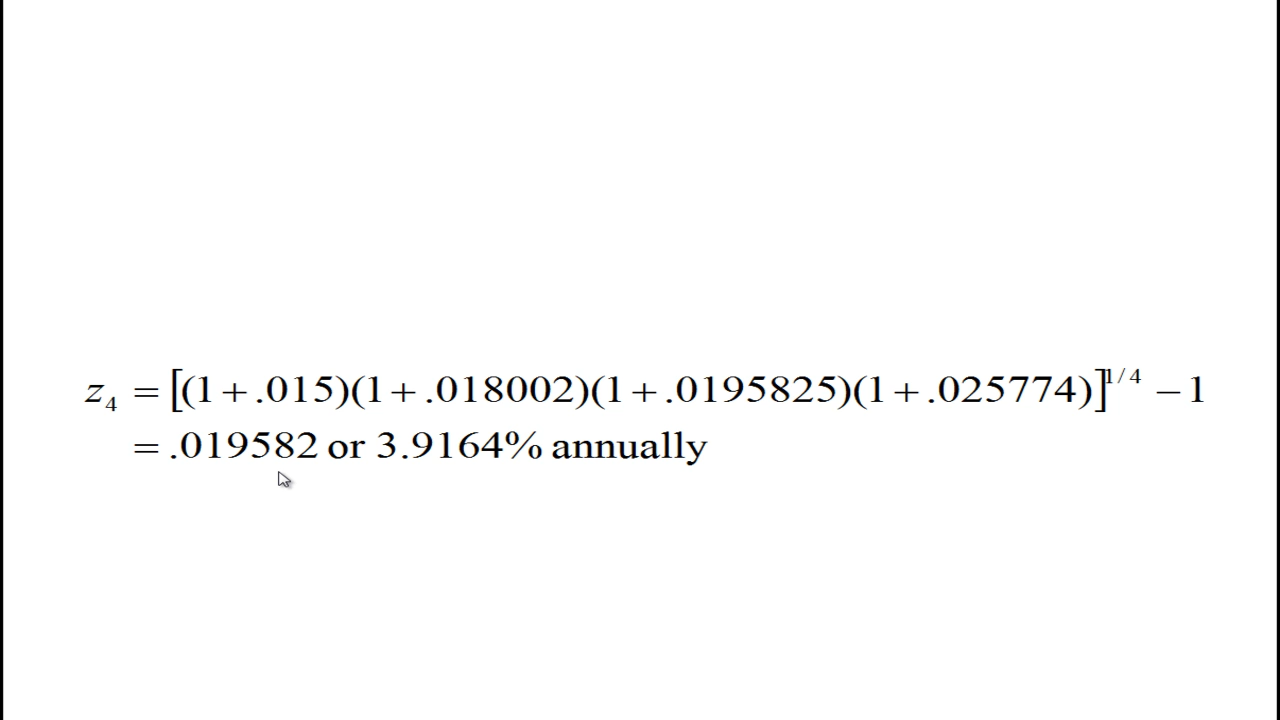 z₄ = [(1 + .015)(1 + .018002)(1 + .0195825)(1 + .025774)]^{1/4} − 1
= .019582 or 3.9164% annually